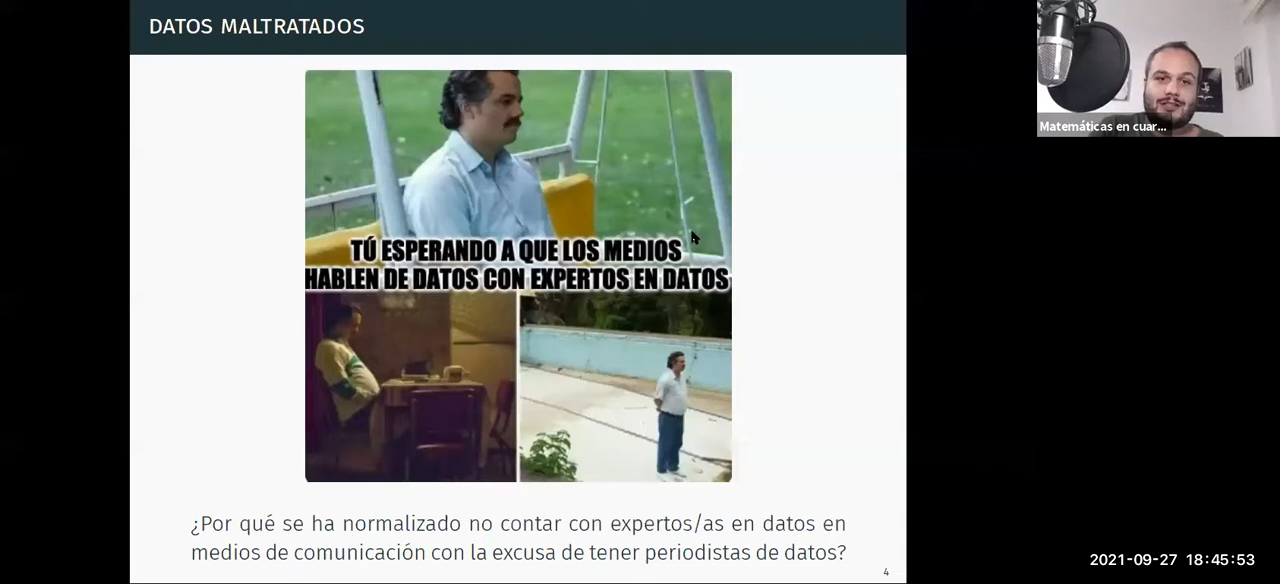 DATOS MALTRATADOS
Matemáticas en cuar...
TÚ ESPERANDO A QUE LOS MEDIOS
HABLEN DE DATOS CON EXPERTOS EN DATOS
¿Por qué se ha normalizado no contar con expertos/as en datos en
medios de comunicación con la excusa de tener periodistas de datos?
4
2021-09-27 18:45:53